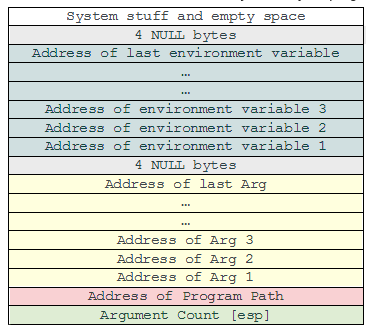 System stuff and empty space
4 NULL bytes
Address of last environment variable
…
…
Address of environment variable 3
Address of environment variable 2
Address of environment variable 1
4 NULL bytes
Address of last Arg
…
…
Address of Arg 3
Address of Arg 2
Address of Arg 1
Address of Program Path
Argument Count [esp]